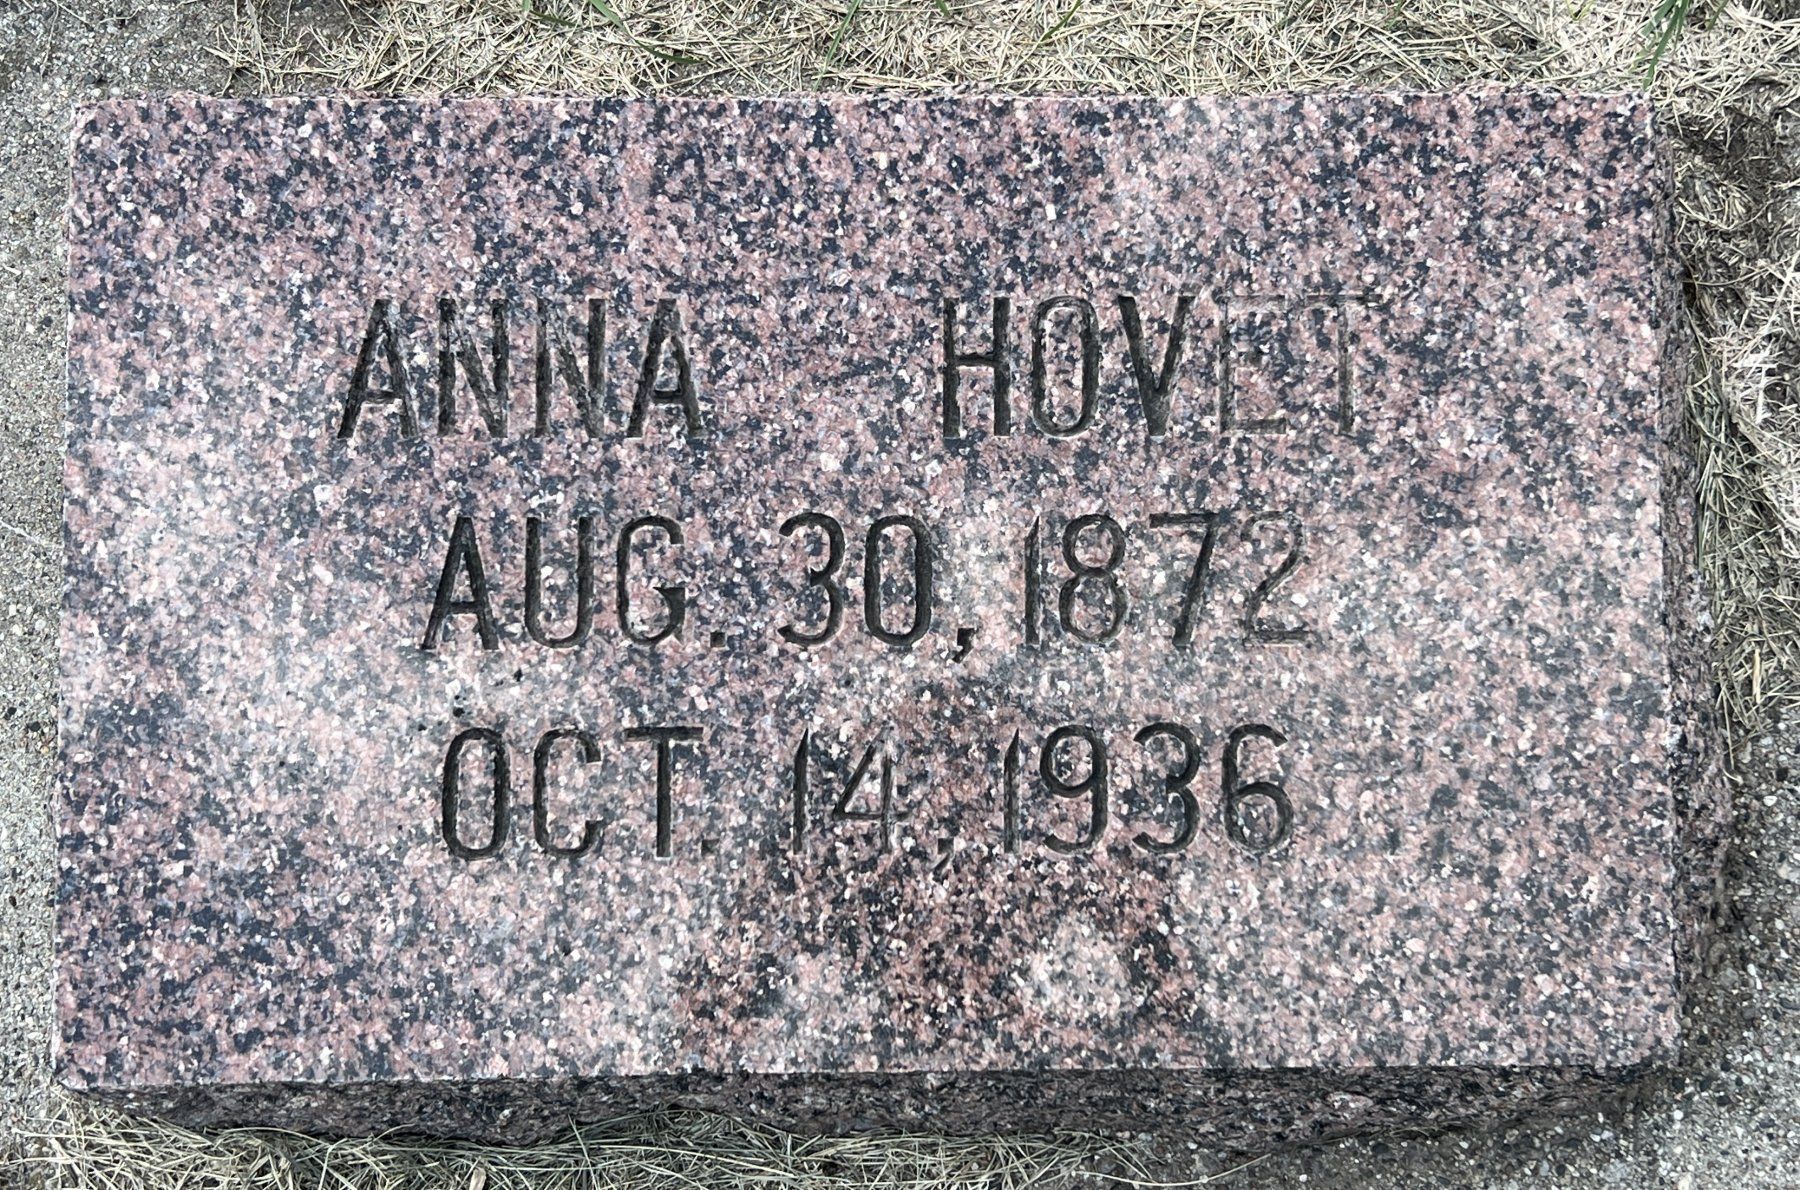 ANNA HOVET
AUG. 30, 1872
OCT. 14, 1936